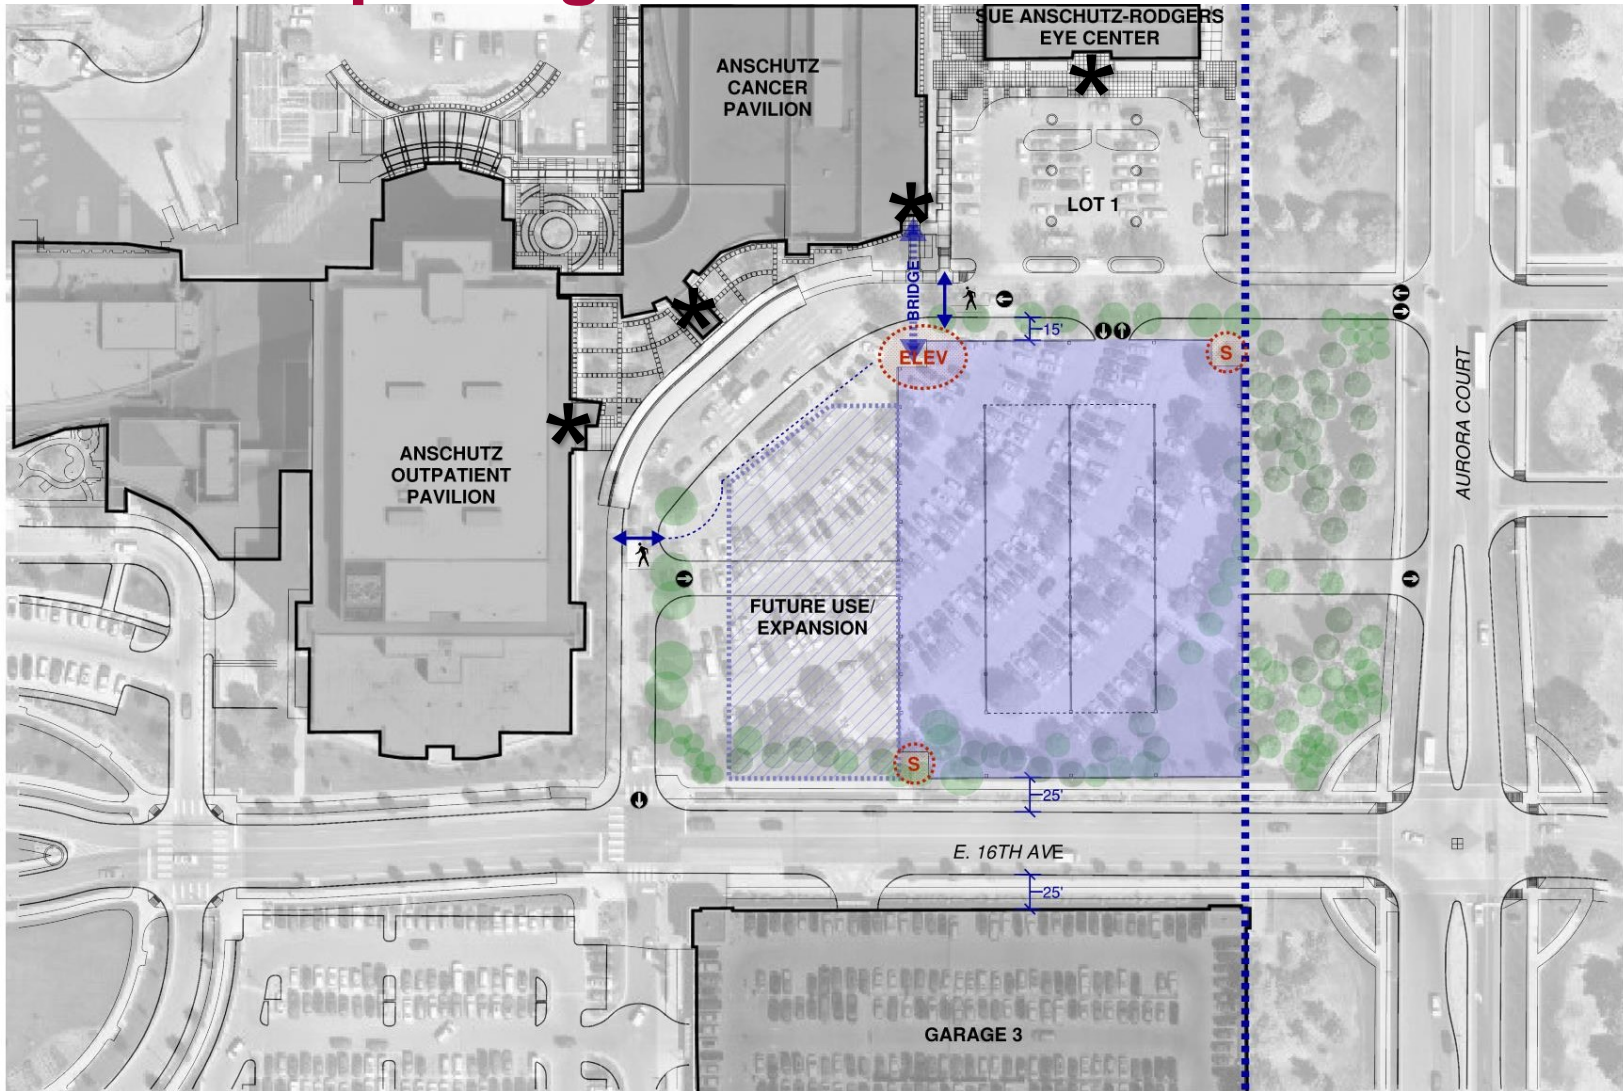 SUE ANSCHUTZ-RODGERS
EYE CENTER
ANSCHUTZ
CANCER
PAVILION
LOT 1
BRIDGE
15'
ELEV
S
AURORA COURT
ANSCHUTZ
OUTPATIENT
PAVILION
FUTURE USE/
EXPANSION
S
25'
E. 16TH AVE
25'
GARAGE 3